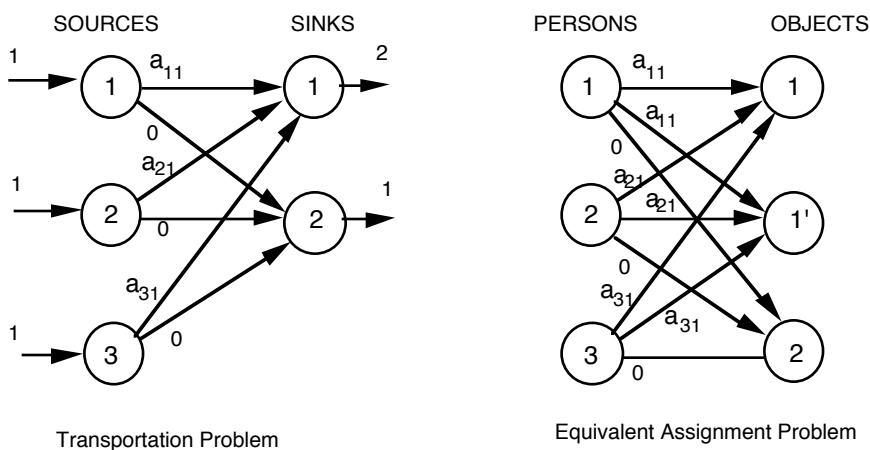 SOURCES SINKS
1 1 a11 1 2
0
1 2 a21 0 2 1
a31
1 3 0
Transportation Problem
PERSONS OBJECTS
1 a11 1
a11
0
2 a21 a21 1'
0
a31
3 a31 2
0
Equivalent Assignment Problem